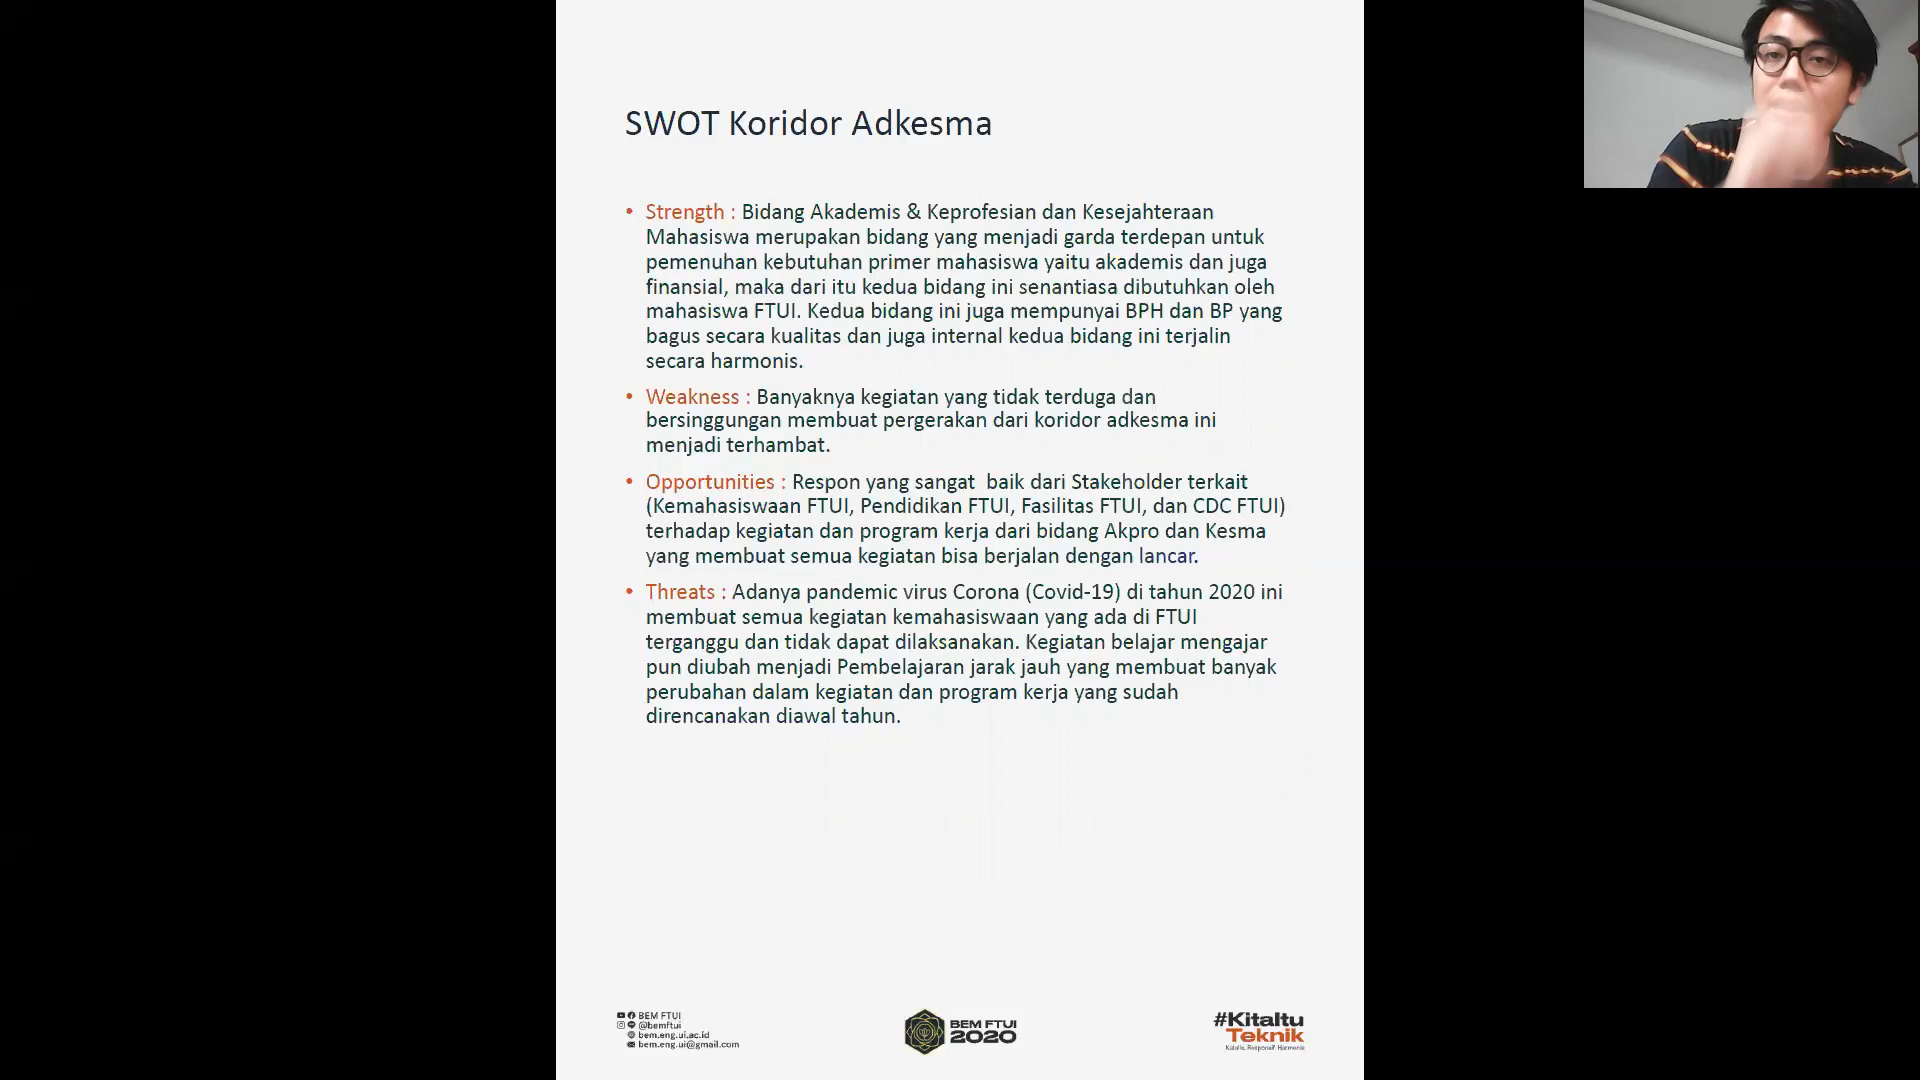 SWOT Koridor Adkesma
• Strength : Bidang Akademis & Keprofesian dan Kesejahteraan
Mahasiswa merupakan bidang yang menjadi garda terdepan untuk
pemenuhan kebutuhan primer mahasiswa yaitu akademis dan juga
finansial, maka dari itu kedua bidang ini senantiasa dibutuhkan oleh
mahasiswa FTUI. Kedua bidang ini juga mempunyai BPH dan BP yang
bagus secara kualitas dan juga internal kedua bidang ini terjalin
secara harmonis.
• Weakness : Banyaknya kegiatan yang tidak terduga dan
bersinggungan membuat pergerakan dari koridor adkesma ini
menjadi terhambat.
• Opportunities : Respon yang sangat  baik dari Stakeholder terkait
(Kemahasiswaan FTUI, Pendidikan FTUI, Fasilitas FTUI, dan CDC FTUI)
terhadap kegiatan dan program kerja dari bidang Akpro dan Kesma
yang membuat semua kegiatan bisa berjalan dengan lancar.
• Threats : Adanya pandemic virus Corona (Covid-19) di tahun 2020 ini
membuat semua kegiatan kemahasiswaan yang ada di FTUI
terganggu dan tidak dapat dilaksanakan. Kegiatan belajar mengajar
pun diubah menjadi Pembelajaran jarak jauh yang membuat banyak
perubahan dalam kegiatan dan program kerja yang sudah
direncanakan diawal tahun.
BEM FTUI
@bemftui
bem.eng.ui.ac.id
bem.eng.ui@gmail.com
BEM FTUI
2020
#KitaItu
Teknik
Katalis. Responsif. Harmonis